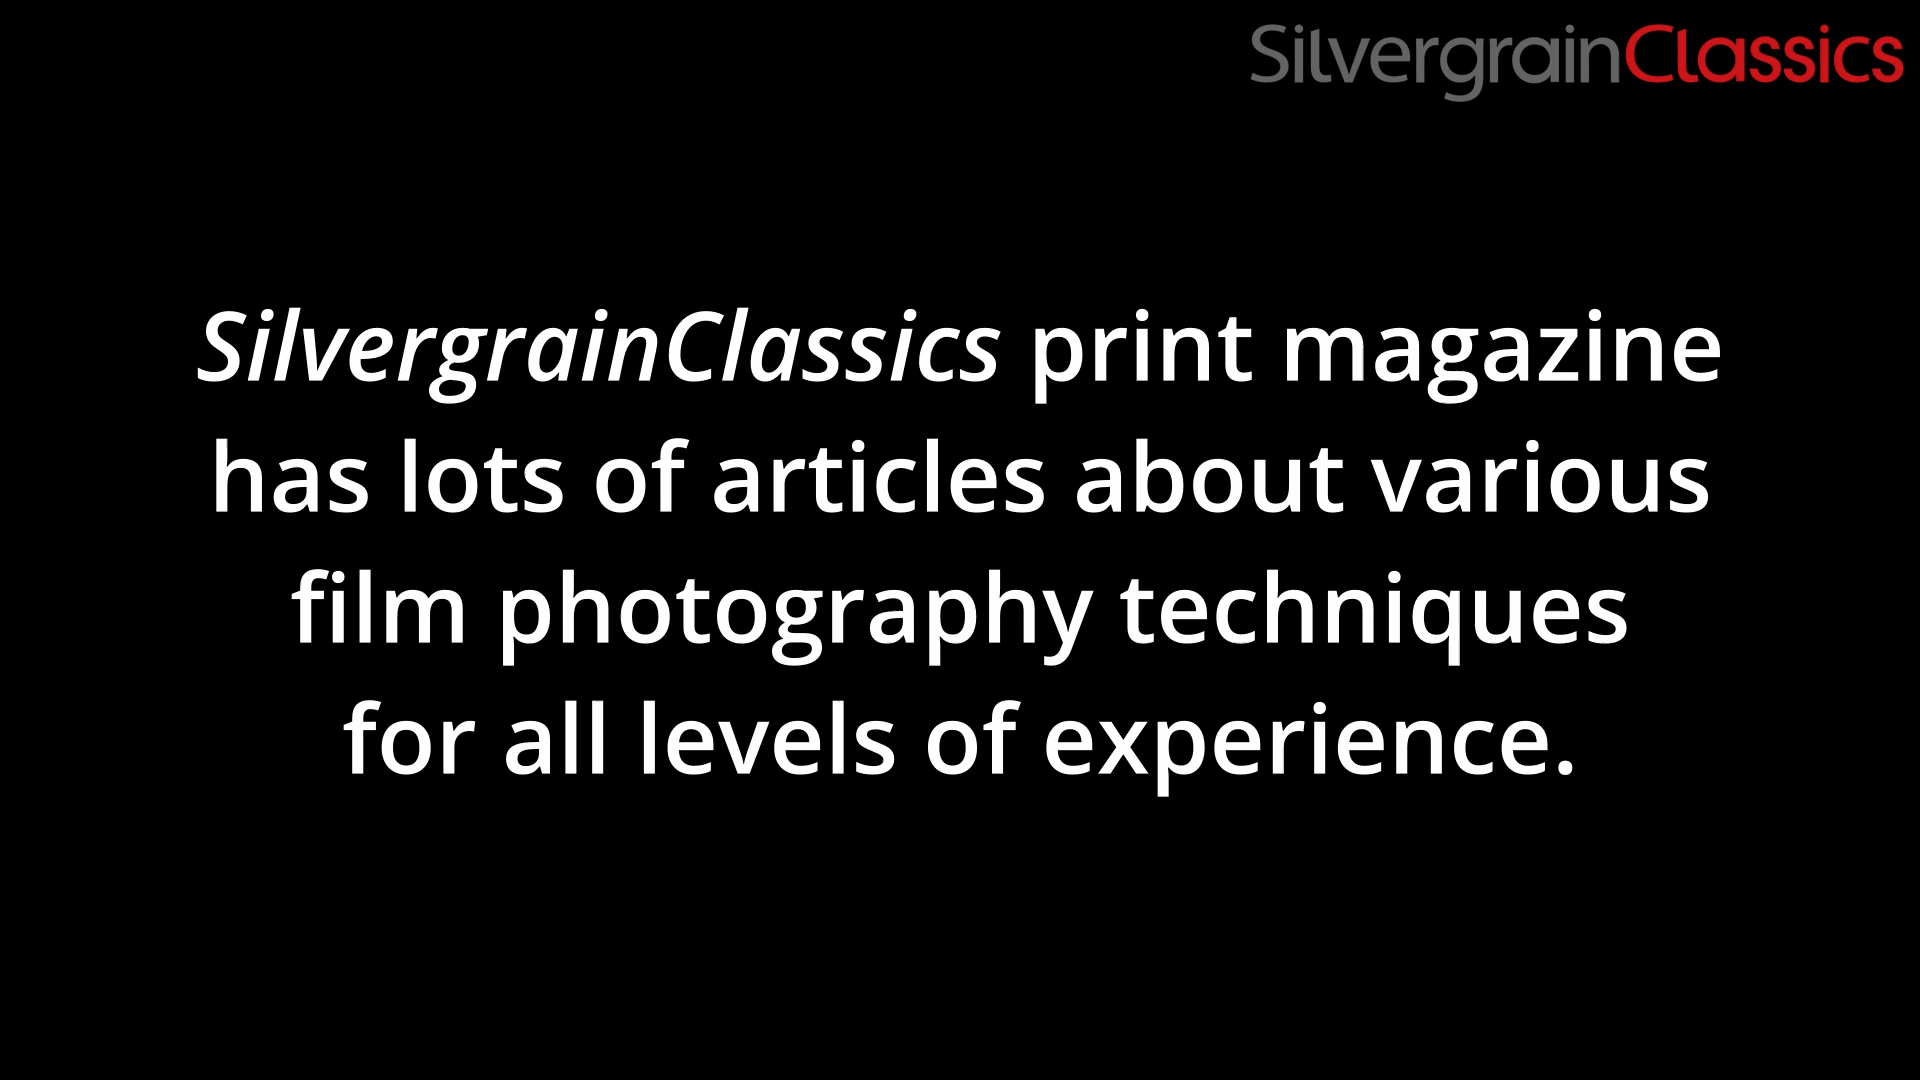 SilvergrainClassics
SilvergrainClassics print magazine
has lots of articles about various
film photography techniques
for all levels of experience.